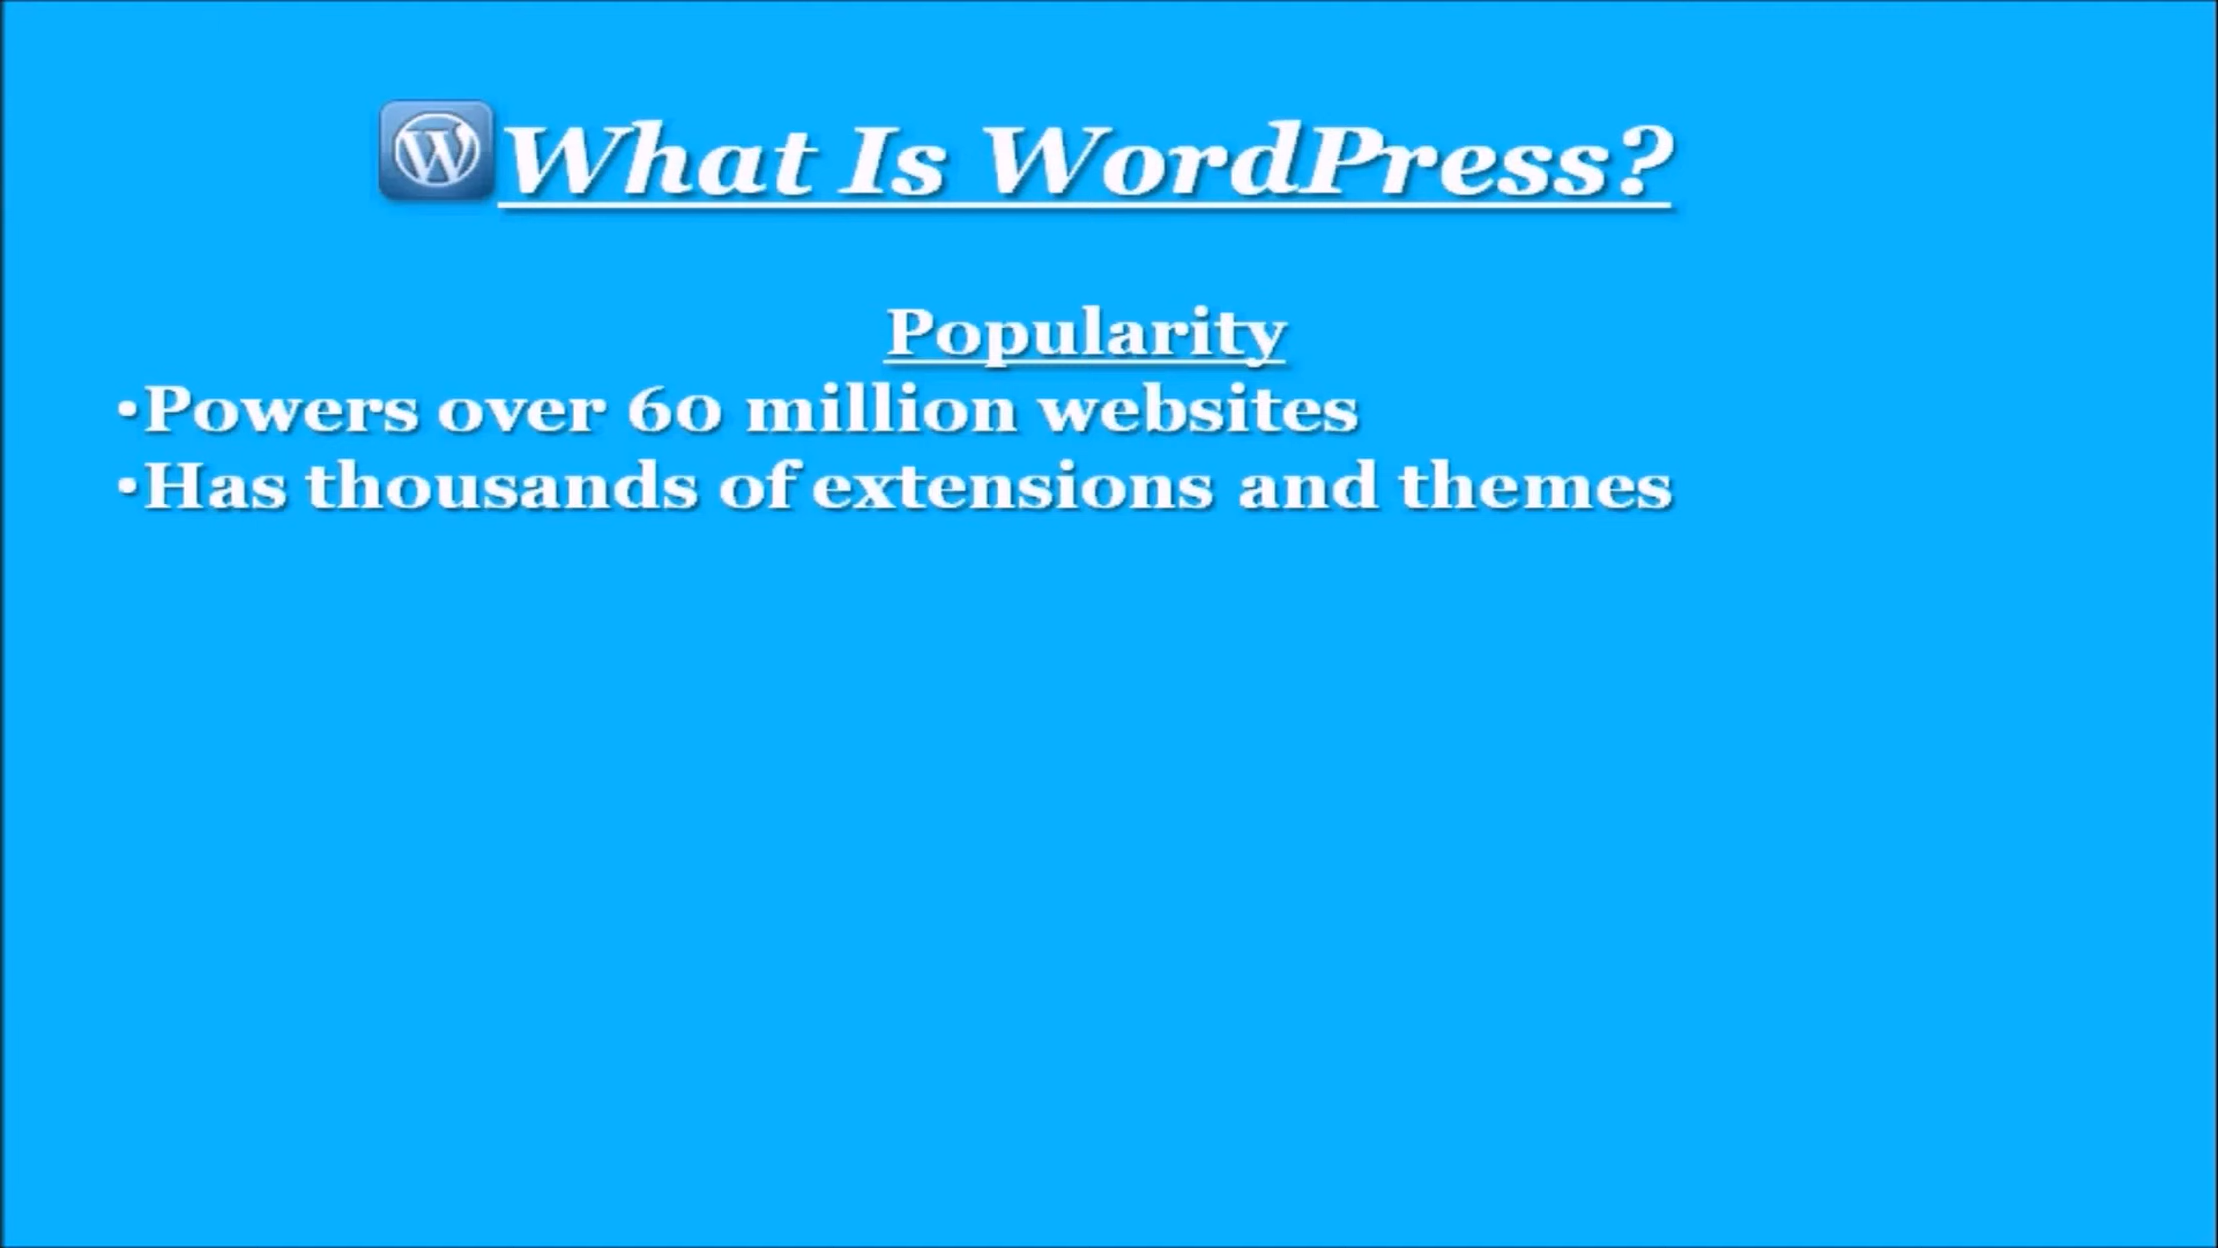 What Is WordPress?
Popularity
•Powers over 60 million websites
•Has thousands of extensions and themes